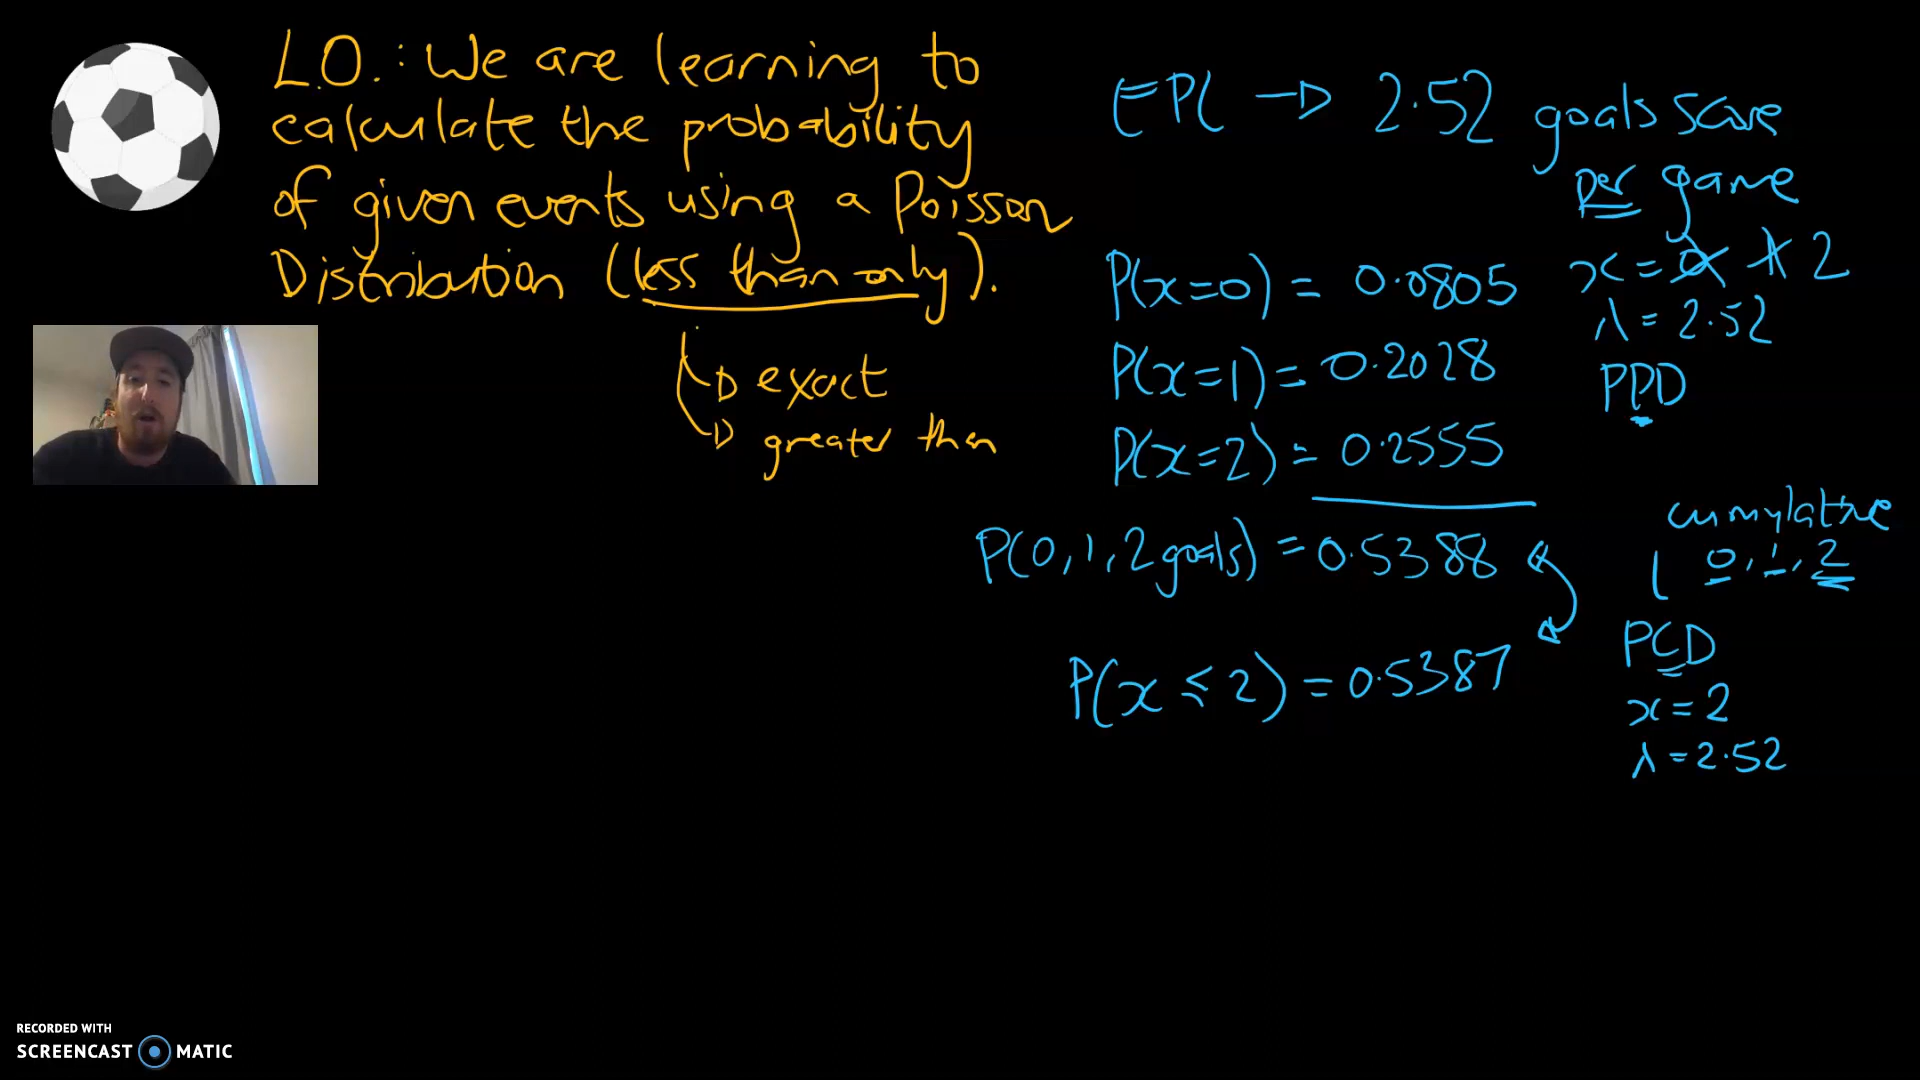 L.O.: We are learning to
calculate the probability
of given events using a Poisson
Distribution (less than only).
exact
greater than
EPL → 2.52 goals score
per game
P(x=0) = 0.0805
x = 0 1 2
λ = 2.52
P(x=1) = 0.2028
PPD
P(x=2) = 0.2555
cumulative
P(0,1,2 goals) = 0.5388
0, 1, 2
PCD
P(x ≤ 2) = 0.5387
x = 2
λ = 2.52
RECORDED WITH
SCREENCAST MATIC